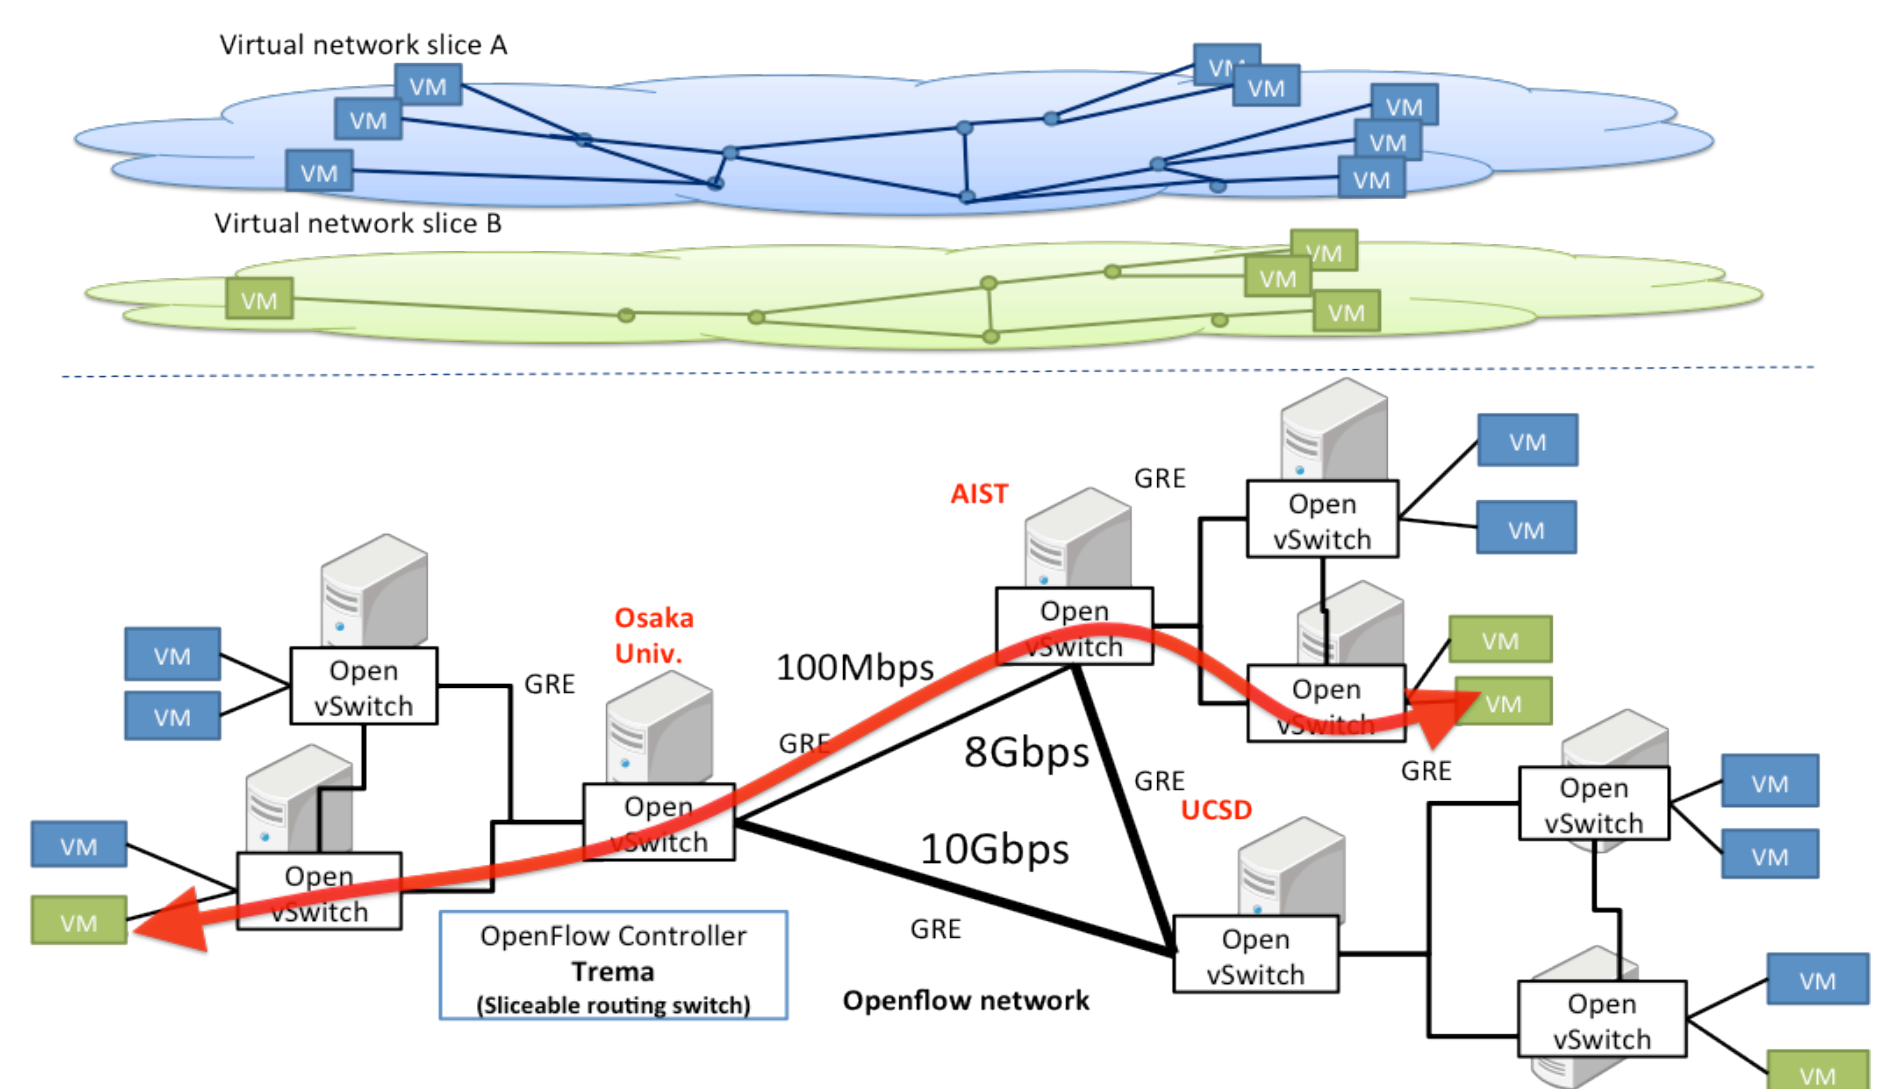 Virtual network slice A
VM
VM
VM
VM
VM
VM
VM
VM
Virtual network slice B
VM
VM
VM
VM
AIST
GRE
Open
vSwitch
VM
VM
Osaka
Univ.
Open
vSwitch
100Mbps
VM
VM
Open
vSwitch
GRE
VM
VM
Open
vSwitch
GRE
8Gbps
GRE
GRE
UCSD
Open
vSwitch
VM
VM
Open
vSwitch
10Gbps
VM
VM
Open
vSwitch
GRE
Open
vSwitch
OpenFlow Controller
Trema
(Sliceable routing switch)
Openflow network
Open
vSwitch
VM
VM